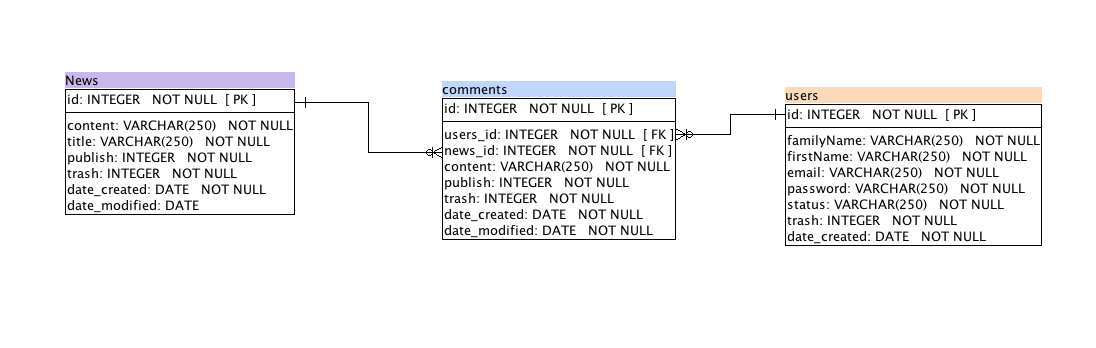 News
id: INTEGER NOT NULL [ PK ]
content: VARCHAR(250) NOT NULL
title: VARCHAR(250) NOT NULL
publish: INTEGER NOT NULL
trash: INTEGER NOT NULL
date_created: DATE NOT NULL
date_modified: DATE
comments
id: INTEGER NOT NULL [ PK ]
users_id: INTEGER NOT NULL [ FK ]
news_id: INTEGER NOT NULL [ FK ]
content: VARCHAR(250) NOT NULL
publish: INTEGER NOT NULL
trash: INTEGER NOT NULL
date_created: DATE NOT NULL
date_modified: DATE NOT NULL
users
id: INTEGER NOT NULL [ PK ]
familyName: VARCHAR(250) NOT NULL
firstName: VARCHAR(250) NOT NULL
email: VARCHAR(250) NOT NULL
password: VARCHAR(250) NOT NULL
status: VARCHAR(250) NOT NULL
trash: INTEGER NOT NULL
date_created: DATE NOT NULL